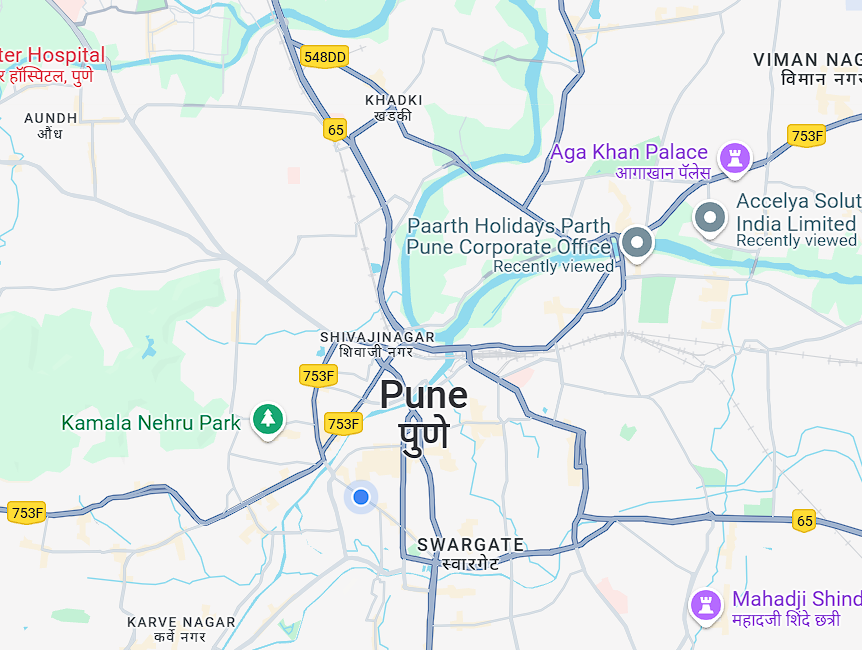 ter Hospital
र हॉस्पिटल, पुणे
548DD
VIMAN NAG
विमान नगर
KHADKI
खडकी
AUNDH
औंध
65
753F
Aga Khan Palace
आगाखान पॅलेस
Accelya Solut
India Limited
Recently viewed
Paarth Holidays Parth
Pune Corporate Office
Recently viewed
SHIVAJINAGAR
शिवाजी नगर
753F
Pune
पुणे
Kamala Nehru Park
753F
753F
65
SWARGATE
स्वारगेट
Mahadji Shind
महादजी शिंदे छत्री
KARVE NAGAR
कर्वे नगर